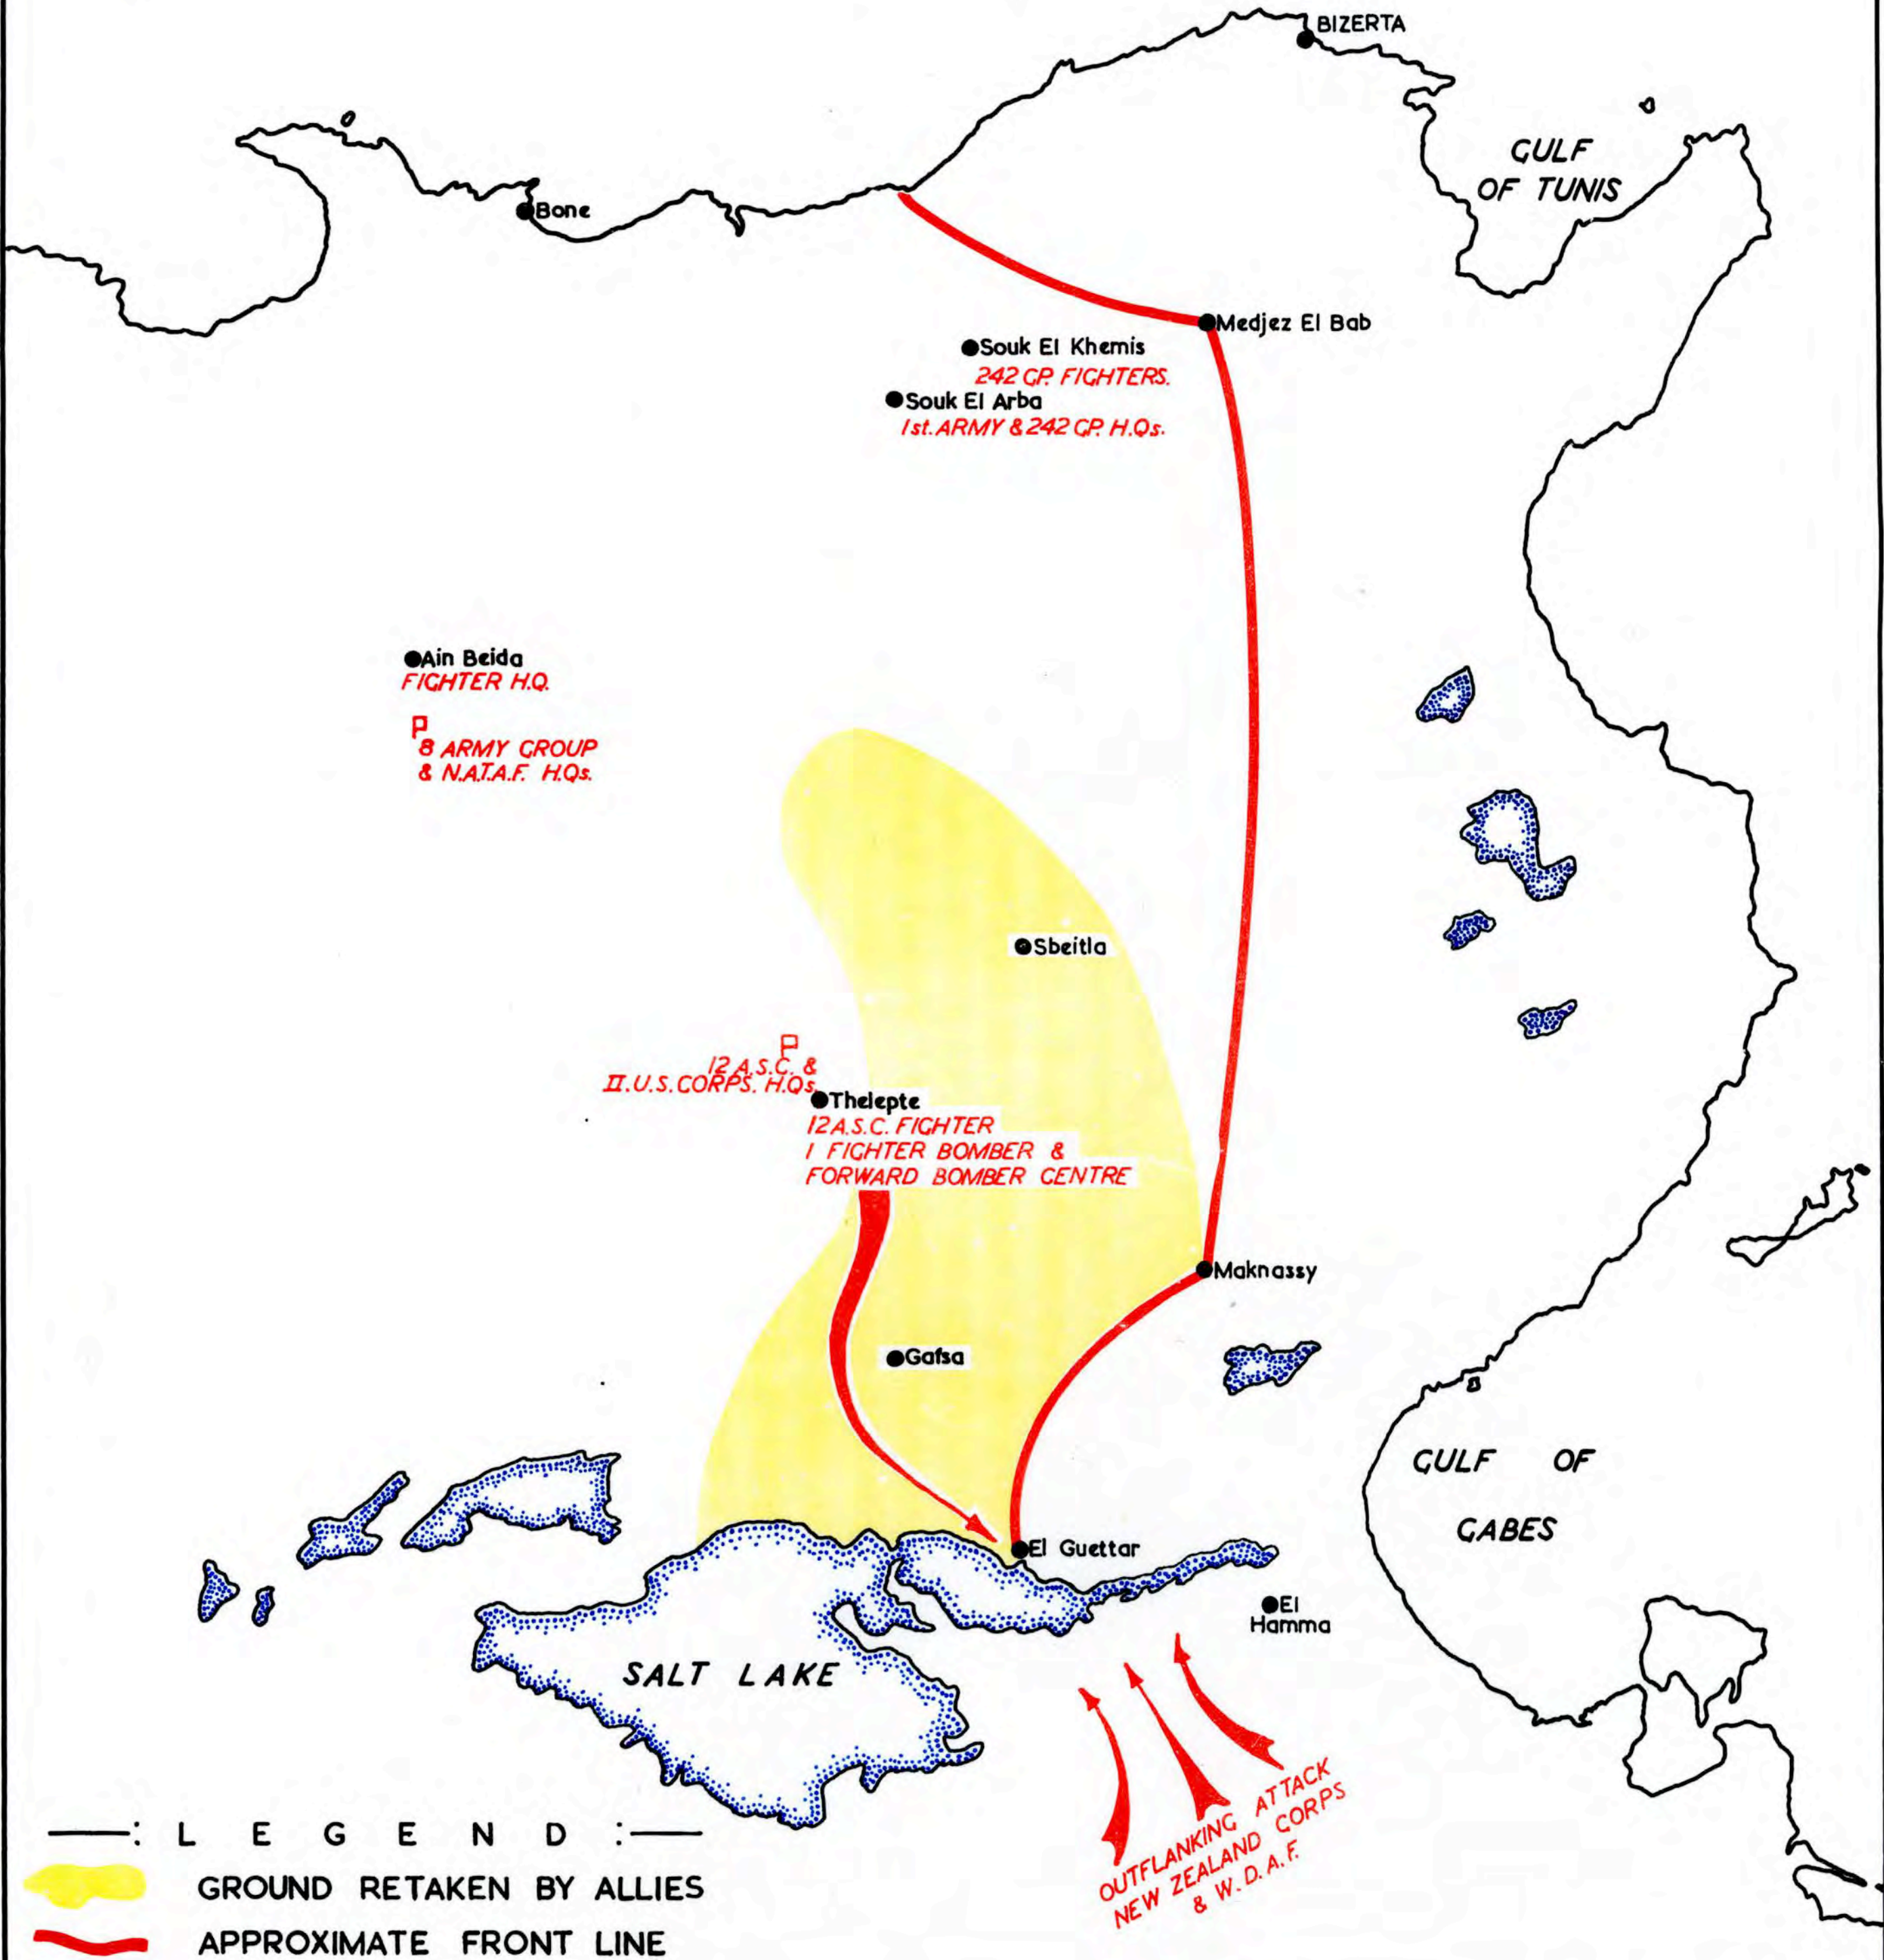 BIZERTA
GULF
OF TUNIS
Bone
Medjez El Bab
Souk El Khemis
242 GP. FIGHTERS.
Souk El Arba
1st. ARMY & 242 GP. H.Qs.
Ain Beida
FIGHTER H.Q.
8 ARMY GROUP
& N.A.T.A.F. H.Qs.
Sbeitla
12 A.S.C. &
II. U.S. CORPS. H.Qs.
Thelepte
12 A.S.C. FIGHTER
1 FIGHTER BOMBER &
FORWARD BOMBER CENTRE
Maknassy
Gafsa
GULF OF
GABES
El Guettar
El
Hamma
SALT LAKE
OUTFLANKING ATTACK
NEW ZEALAND CORPS
& W.D.A.F.
—: L E G E N D :—
GROUND RETAKEN BY ALLIES
APPROXIMATE FRONT LINE